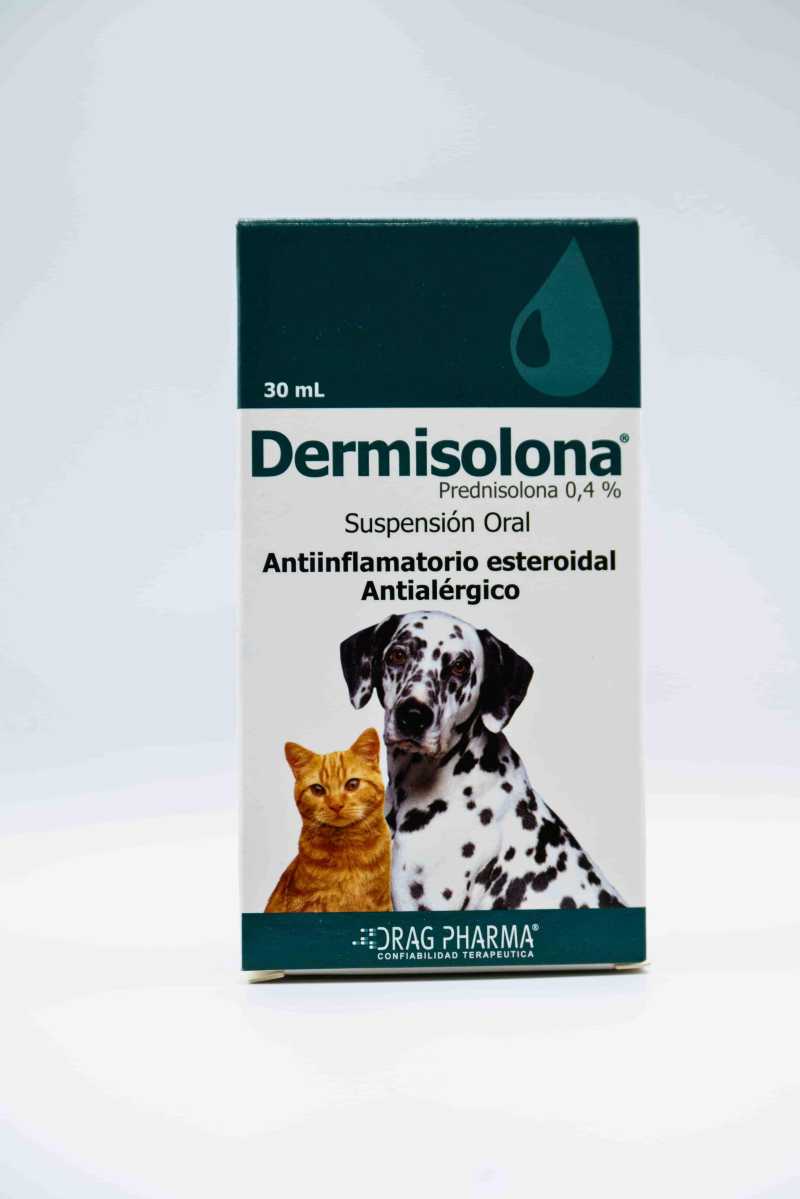 30 mL
Dermisolona®
Prednisolona 0,4 %
Suspensión Oral
Antiinflamatorio esteroidal
Antialérgico
DRAG PHARMA®
CONFIABILIDAD TERAPEUTICA